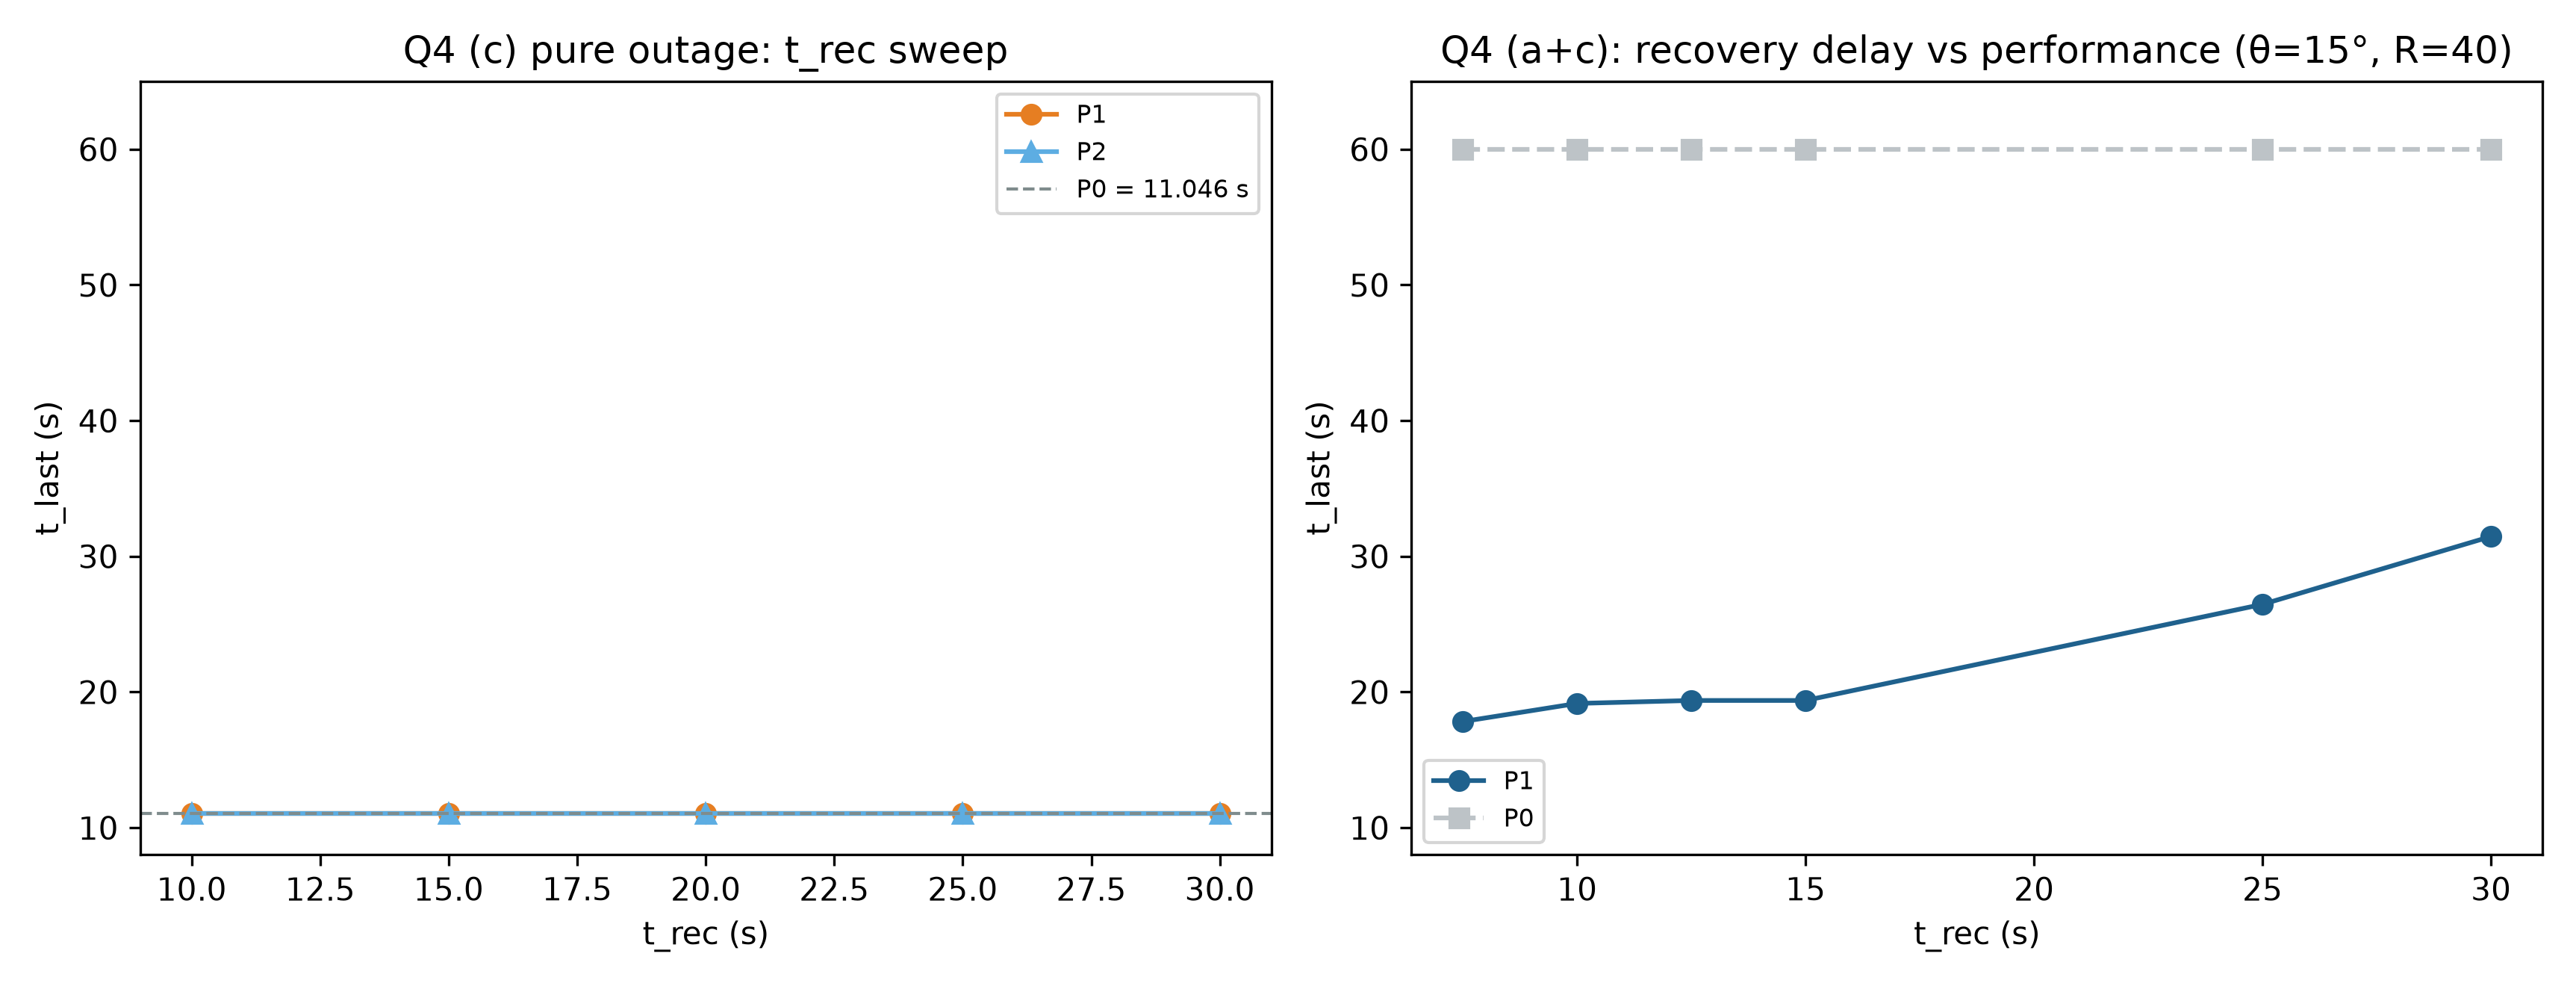 Q4 (c) pure outage: t_rec sweep
P1
P2
P0 = 11.046 s
60
50
40
30
20
10
t_last (s)
10.0 12.5 15.0 17.5 20.0 22.5 25.0 27.5 30.0
t_rec (s)
Q4 (a+c): recovery delay vs performance (θ=15°, R=40)
60
50
40
30
20
10
t_last (s)
P1
P0
10 15 20 25 30
t_rec (s)